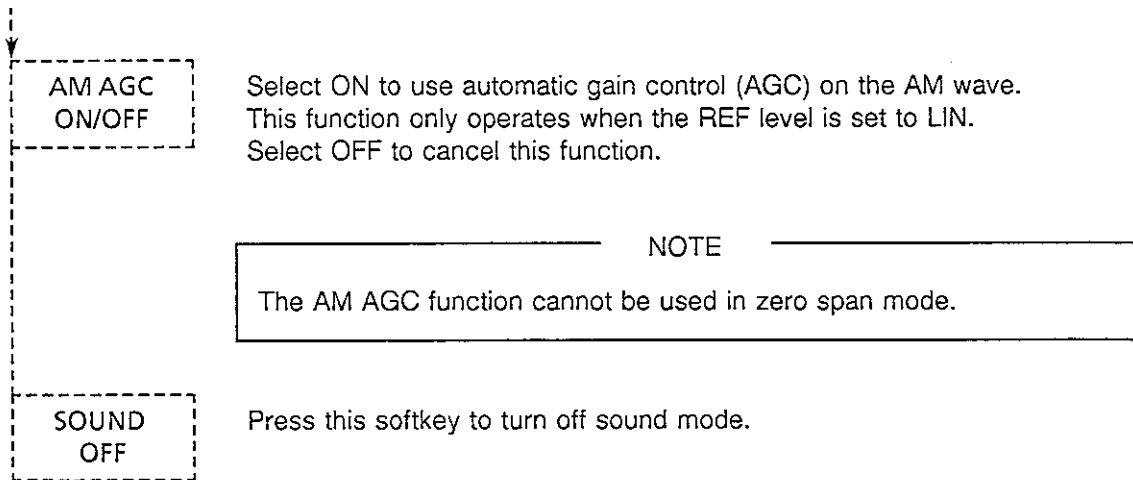 AM AGC
ON/OFF
Select ON to use automatic gain control (AGC) on the AM wave.
This function only operates when the REF level is set to LIN.
Select OFF to cancel this function.
NOTE
The AM AGC function cannot be used in zero span mode.
SOUND
OFF
Press this softkey to turn off sound mode.